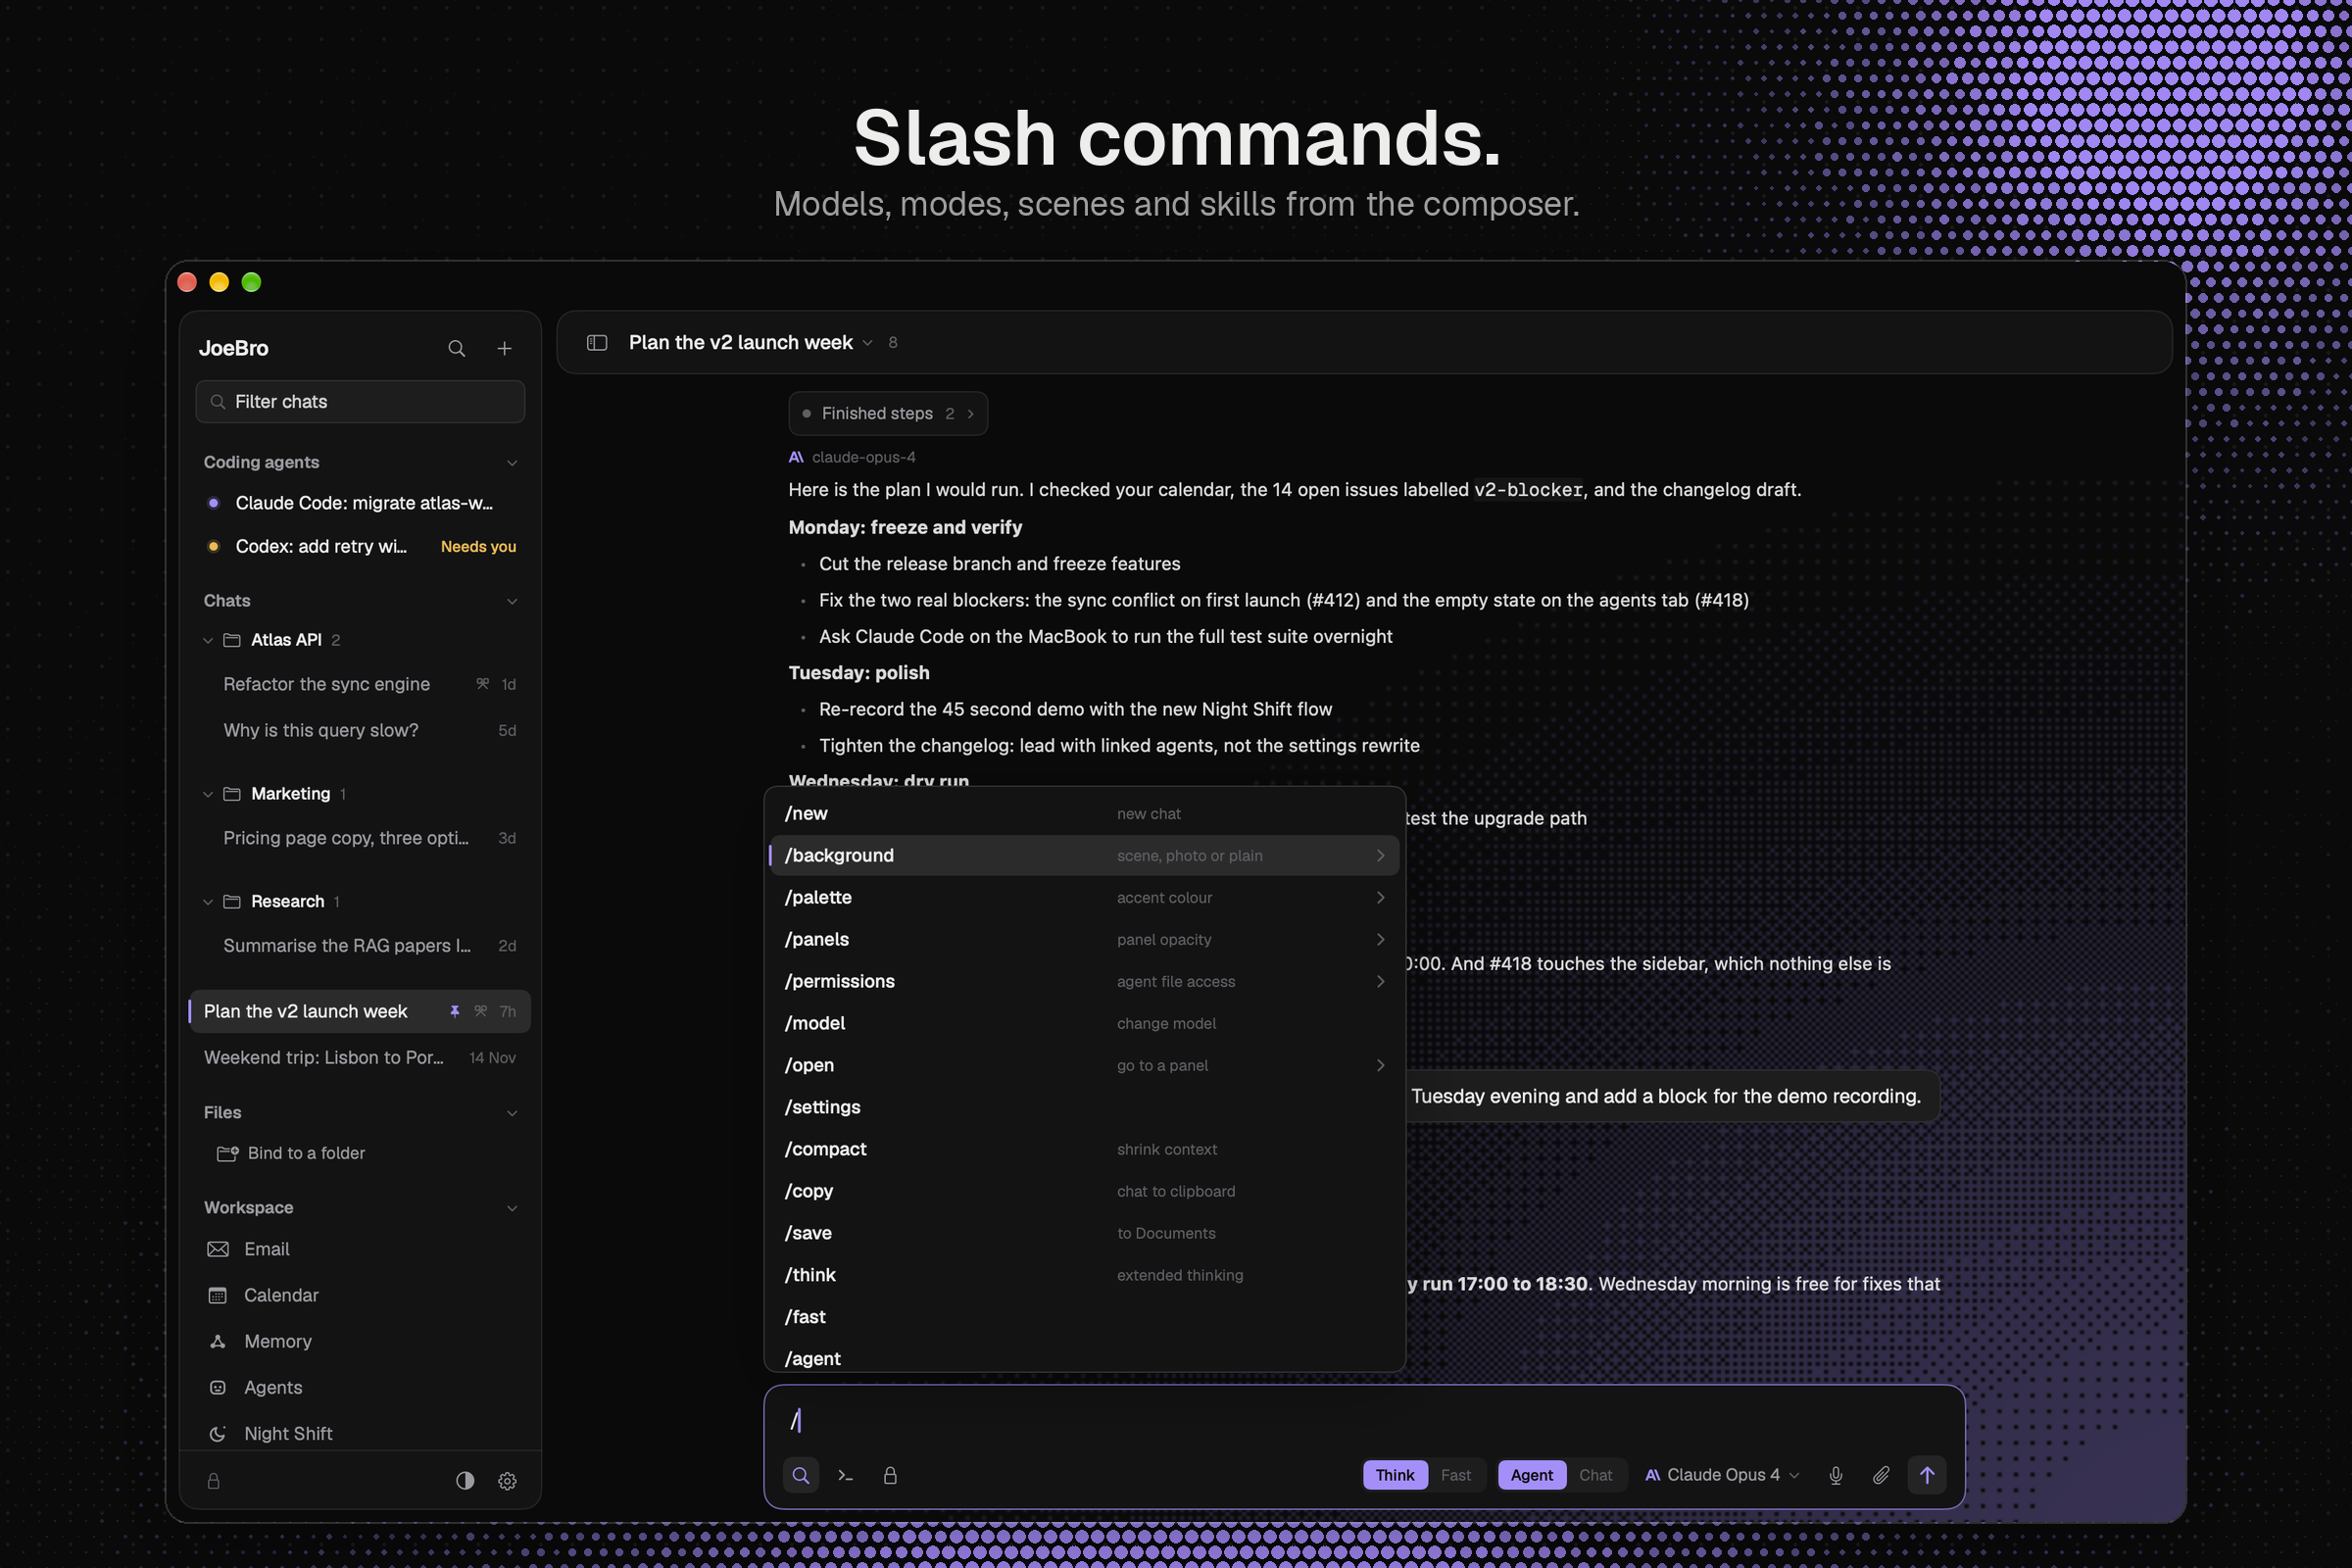 Slash commands.
Models, modes, scenes and skills from the composer.
JoeBro
Filter chats
Coding agents
Claude Code: migrate atlas-w...
Codex: add retry wi... Needs you
Chats
Atlas API 2
Refactor the sync engine 1d
Why is this query slow? 5d
Marketing 1
Pricing page copy, three opti... 3d
Research 1
Summarise the RAG papers I... 2d
Plan the v2 launch week 7h
Weekend trip: Lisbon to Por... 14 Nov
Files
Bind to a folder
Workspace
Email
Calendar
Memory
Agents
Night Shift
Plan the v2 launch week 8
Finished steps 2
claude-opus-4
Here is the plan I would run. I checked your calendar, the 14 open issues labelled v2-blocker, and the changelog draft.
Monday: freeze and verify
• Cut the release branch and freeze features
• Fix the two real blockers: the sync conflict on first launch (#412) and the empty state on the agents tab (#418)
• Ask Claude Code on the MacBook to run the full test suite overnight
Tuesday: polish
• Re-record the 45 second demo with the new Night Shift flow
• Tighten the changelog: lead with linked agents, not the settings rewrite
Wednesday: dry run
test the upgrade path
0:00. And #418 touches the sidebar, which nothing else is
Tuesday evening and add a block for the demo recording.
y run 17:00 to 18:30. Wednesday morning is free for fixes that
/new new chat
/background scene, photo or plain
/palette accent colour
/panels panel opacity
/permissions agent file access
/model change model
/open go to a panel
/settings
/compact shrink context
/copy chat to clipboard
/save to Documents
/think extended thinking
/fast
/agent
/
Think Fast Agent Chat Claude Opus 4